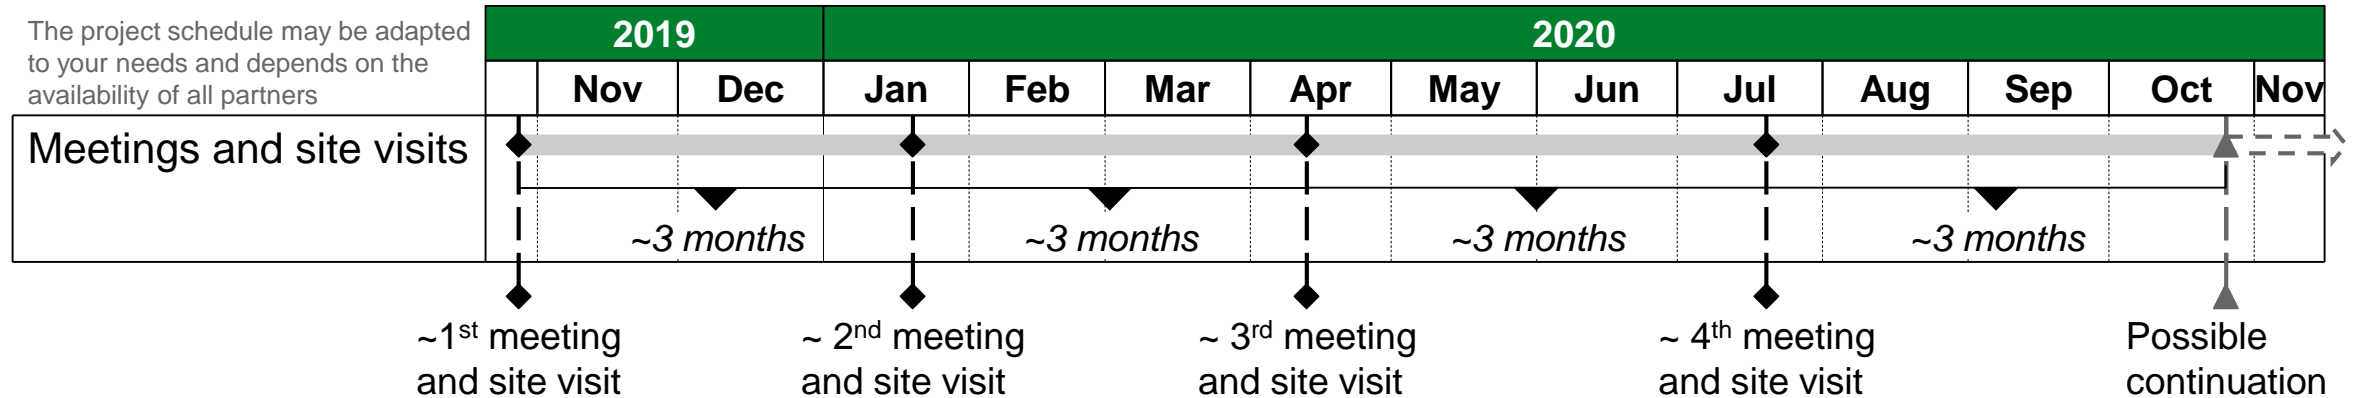 The project schedule may be adapted
to your needs and depends on the
availability of all partners
2019 2020
Nov Dec Jan Feb Mar Apr May Jun Jul Aug Sep Oct Nov
Meetings and site visits
~3 months ~3 months ~3 months ~3 months
~1st meeting
and site visit
~ 2nd meeting
and site visit
~ 3rd meeting
and site visit
~ 4th meeting
and site visit
Possible
continuation